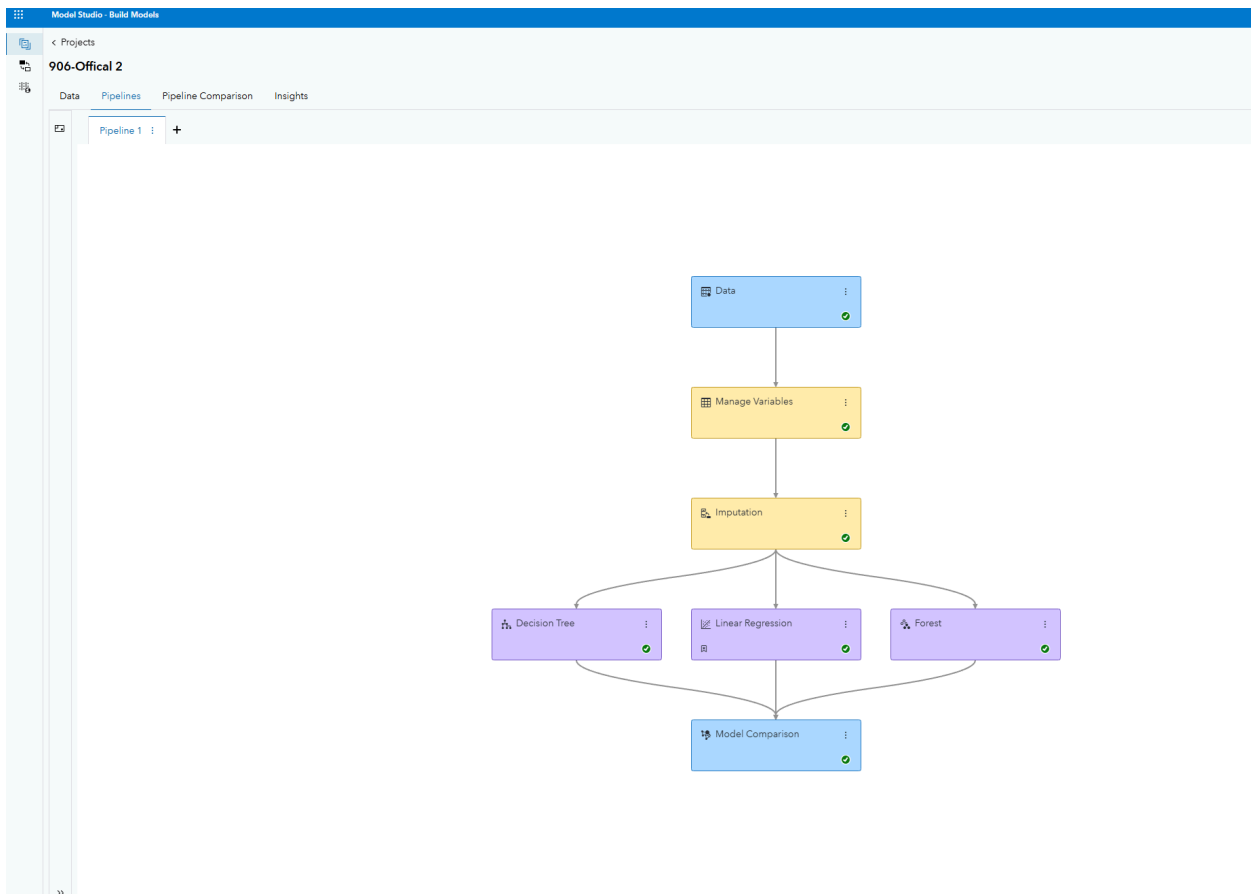 Model Studio - Build Models
< Projects
906-Offical 2
Data Pipelines Pipeline Comparison Insights
Pipeline 1 +
Data
Manage Variables
Imputation
Decision Tree Linear Regression Forest
Model Comparison